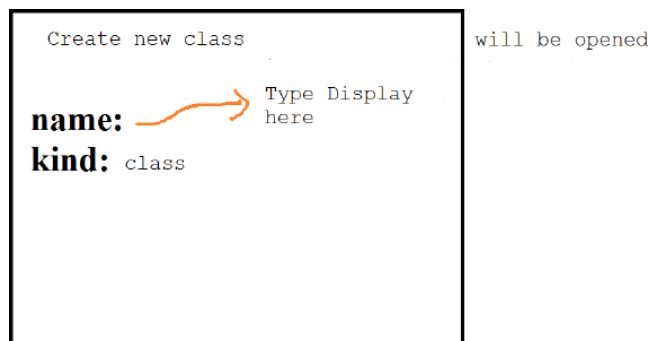 Create new class will be opened
Type Display
name:
here
kind: class